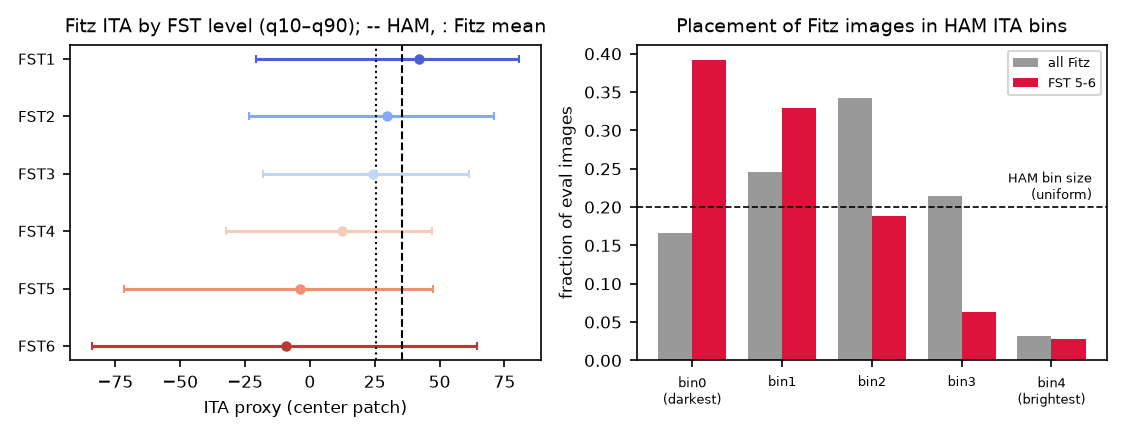 Fitz ITA by FST level (q10–q90); -- HAM, : Fitz mean
FST1
FST2
FST3
FST4
FST5
FST6
−75
−50
−25
0
25
50
75
ITA proxy (center patch)
Placement of Fitz images in HAM ITA bins
fraction of eval images
0.40
0.35
0.30
0.25
0.20
0.15
0.10
0.05
0.00
all Fitz
FST 5-6
HAM bin size
(uniform)
bin0
(darkest)
bin1
bin2
bin3
bin4
(brightest)